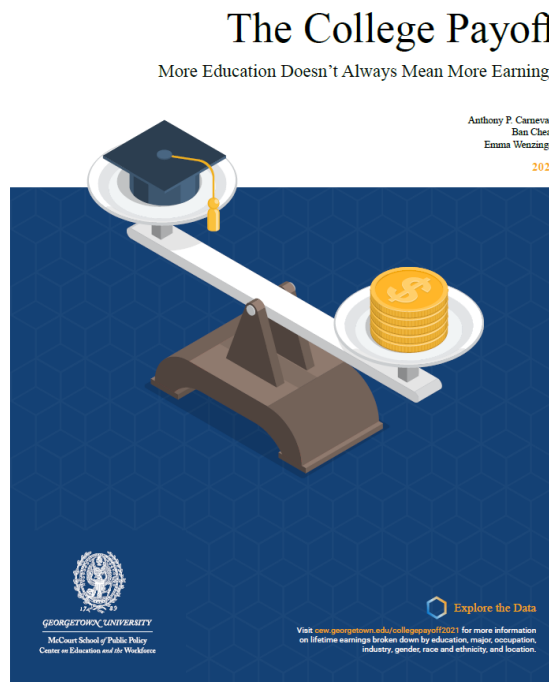 The College Payoff
More Education Doesn't Always Mean More Earning
Anthony P. Carneva
Ban Chea
Emma Wenzing
202
GEORGETOWN UNIVERSITY
McCourt School of Public Policy
Center on Education and the Workforce
Explore the Data
Visit cew.georgetown.edu/collegepayoff2021 for more information
on lifetime earnings broken down by education, major, occupation,
industry, gender, race and ethnicity, and location.